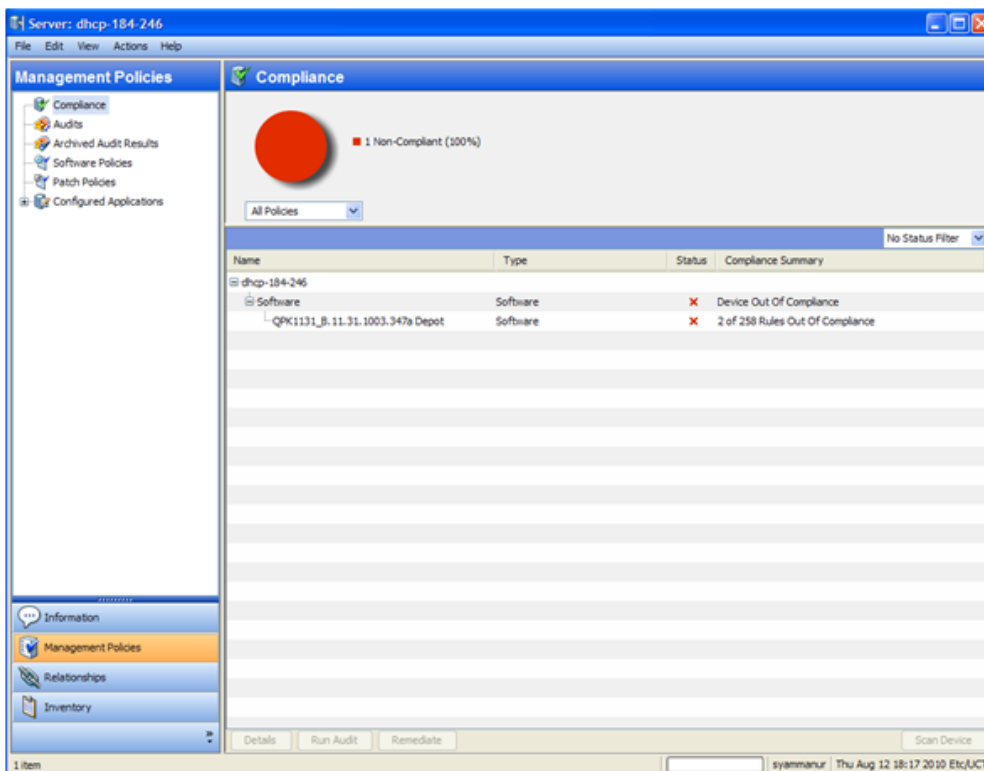 Server: dhcp-184-246
File Edit View Actions Help
Management Policies
Compliance
Audits
Archived Audit Results
Software Policies
Patch Policies
Configured Applications
Compliance
1 Non-Compliant (100%)
All Policies
No Status Filter
Name Type Status Compliance Summary
dhcp-184-246
Software Software Device Out Of Compliance
QPK1131_B.11.31.1003.347a Depot Software 2 of 258 Rules Out Of Compliance
Information
Management Policies
Relationships
Inventory
Details Run Audit Remediate Scan Device
1 item syammanur Thu Aug 12 18:17 2010 Etc/UCT